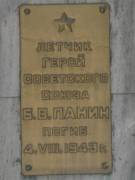 ЛЕТЧИК
ГЕРОЙ
СОВЕТСКОГО
СОЮЗА
Б.В.ПАНИН
ПОГИБ
4.VIII.1943г.